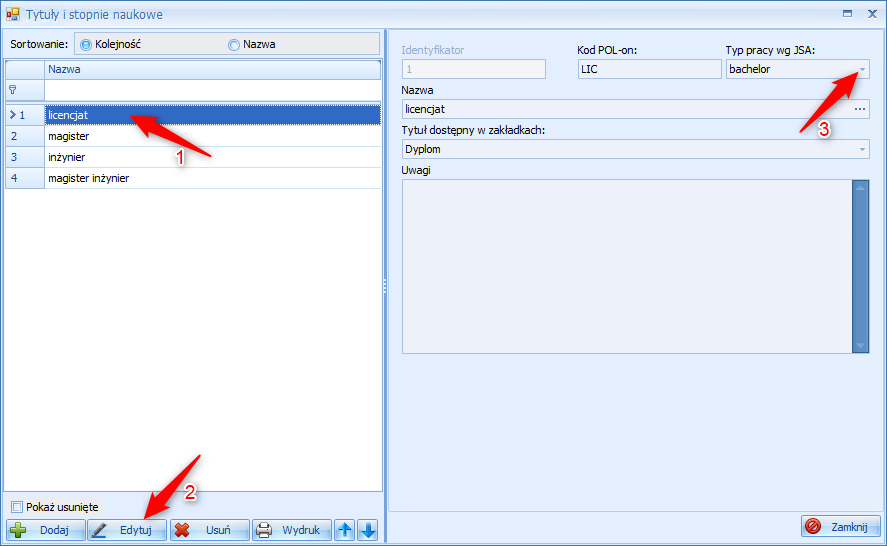 Tytuły i stopnie naukowe
Sortowanie: Kolejność Nazwa
Nazwa
1 licencjat
2 magister
3 inżynier
4 magister inżynier
1
Pokaż usunięte
2
Dodaj Edytuj Usuń Wydruk
Identyfikator Kod POL-on: Typ pracy wg JSA:
1 LIC bachelor
3
Nazwa
licencjat ...
Tytuł dostępny w zakładkach:
Dyplom
Uwagi
Zamknij